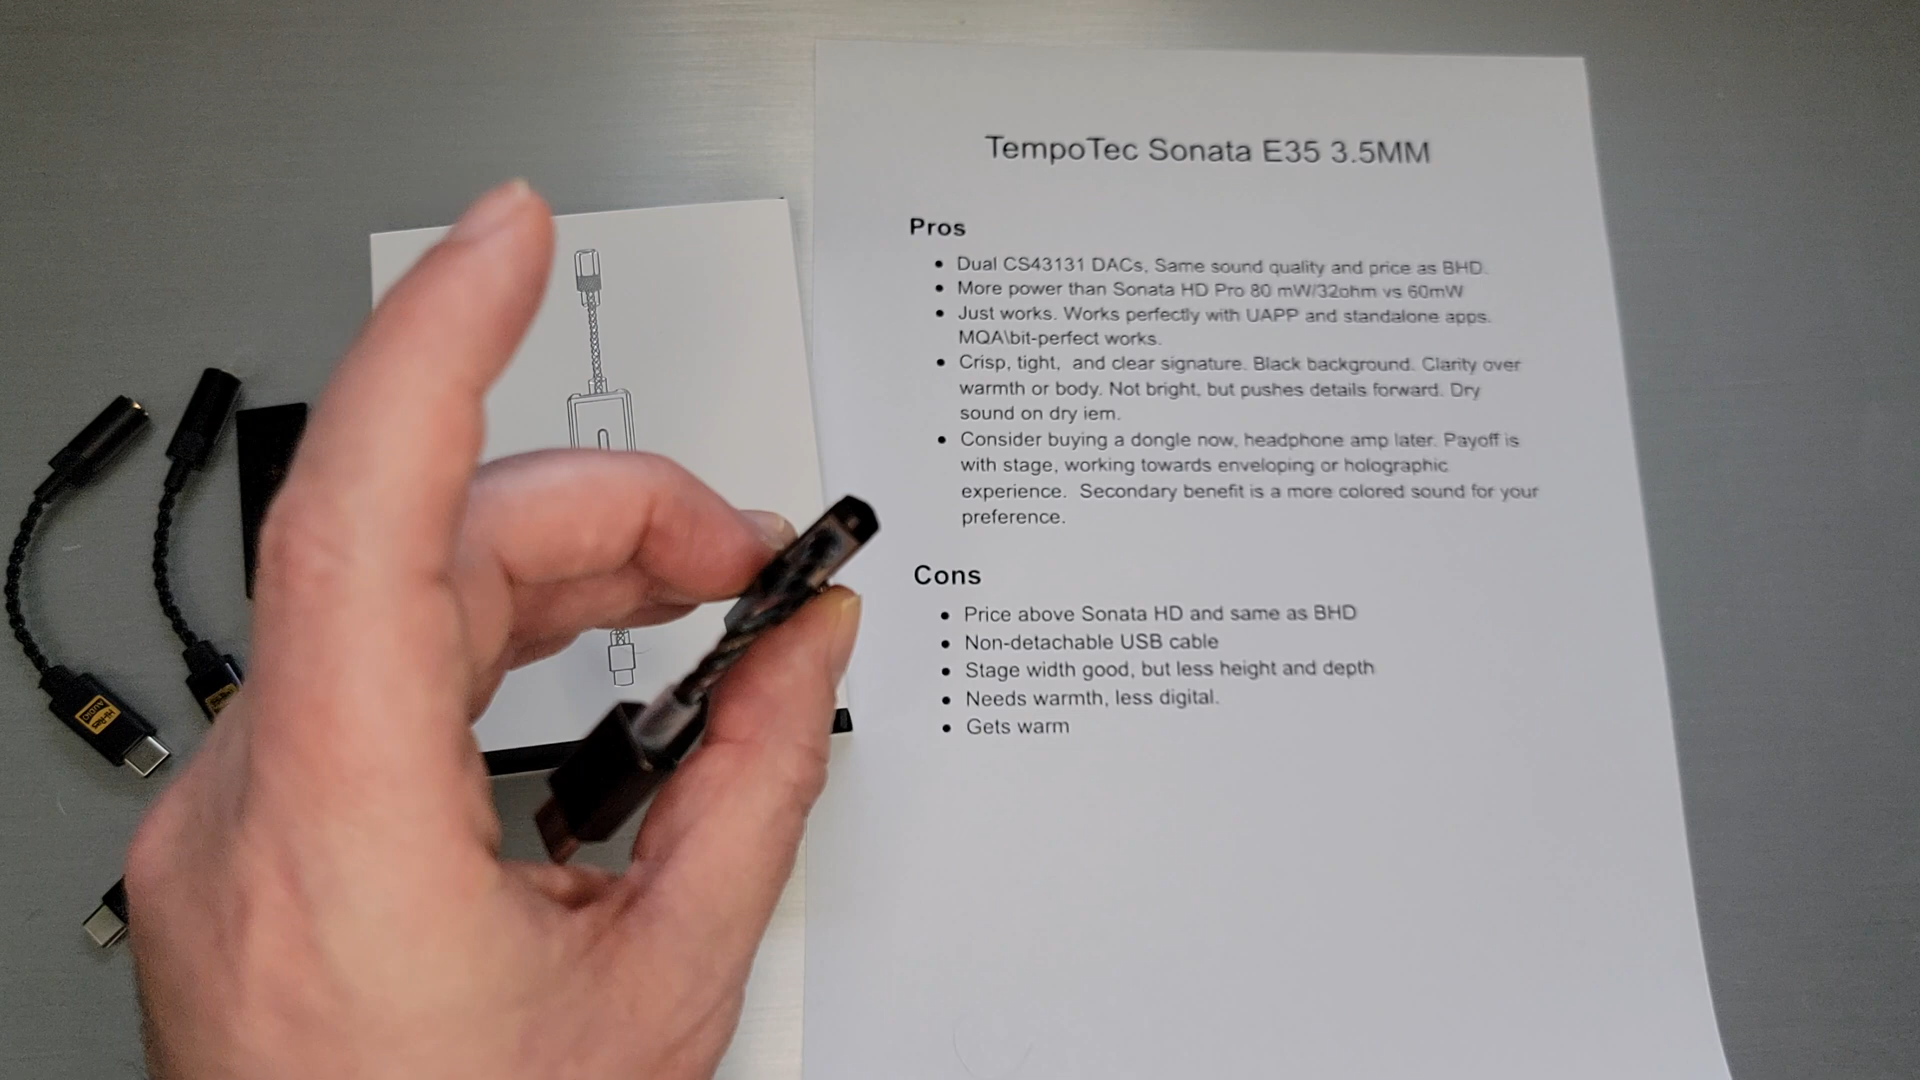 TempoTec Sonata E35 3.5MM
Pros
• Dual CS43131 DACs, Same sound quality and price as BHD.
• More power than Sonata HD Pro 80 mW/32ohm vs 60mW
• Just works. Works perfectly with UAPP and standalone apps.
MQA\bit-perfect works.
• Crisp, tight, and clear signature. Black background. Clarity over
warmth or body. Not bright, but pushes details forward. Dry
sound on dry iem.
• Consider buying a dongle now, headphone amp later. Payoff is
with stage, working towards enveloping or holographic
experience. Secondary benefit is a more colored sound for your
preference.
Cons
• Price above Sonata HD and same as BHD
• Non-detachable USB cable
• Stage width good, but less height and depth
• Needs warmth, less digital.
• Gets warm
Hi-Res
AUDIO